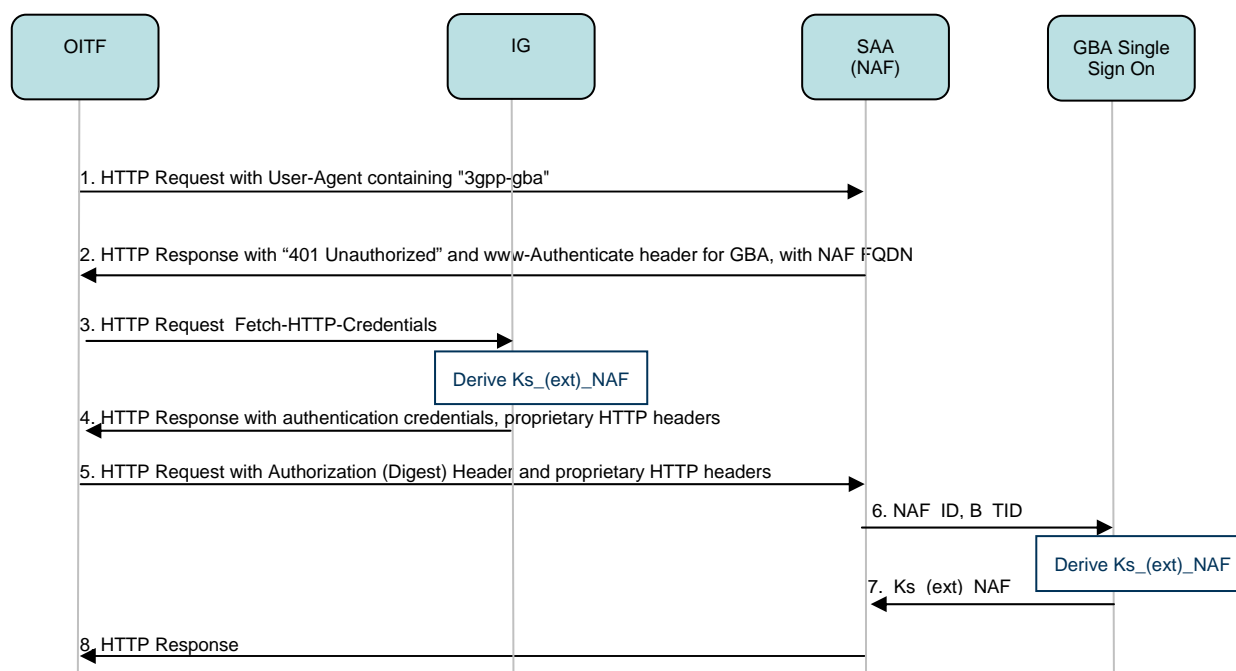 OITF
IG
SAA
(NAF)
GBA Single
Sign On
1. HTTP Request with User-Agent containing "3gpp-gba"
2. HTTP Response with “401 Unauthorized” and www-Authenticate header for GBA, with NAF FQDN
3. HTTP Request Fetch-HTTP-Credentials
Derive Ks_(ext)_NAF
4. HTTP Response with authentication credentials, proprietary HTTP headers
5. HTTP Request with Authorization (Digest) Header and proprietary HTTP headers
6. NAF ID, B TID
Derive Ks_(ext)_NAF
7. Ks (ext) NAF
8. HTTP Response